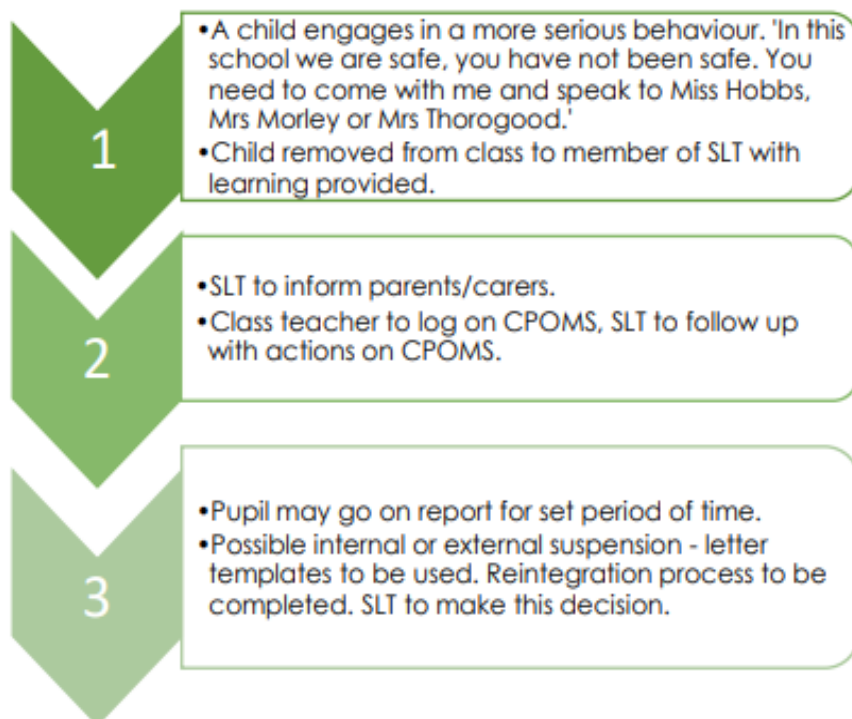 1
•A child engages in a more serious behaviour. 'In this
school we are safe, you have not been safe. You
need to come with me and speak to Miss Hobbs,
Mrs Morley or Mrs Thorogood.'
•Child removed from class to member of SLT with
learning provided.
2
•SLT to inform parents/carers.
•Class teacher to log on CPOMS, SLT to follow up
with actions on CPOMS.
3
•Pupil may go on report for set period of time.
•Possible internal or external suspension - letter
templates to be used. Reintegration process to be
completed. SLT to make this decision.